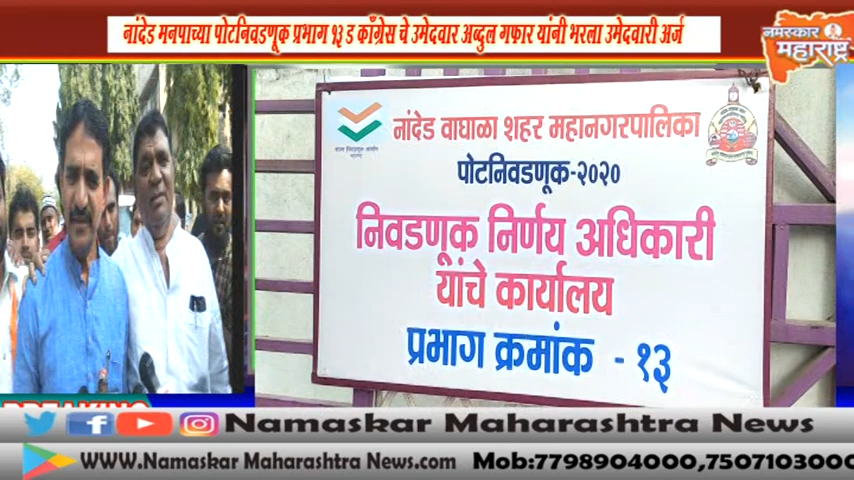 नांदेड मनपाच्या पोटनिवडणूक प्रभाग १३ ड काँग्रेस चे उमेदवार अब्दुल गफार यांनी भरला उमेदवारी अर्ज
नमस्कार
महाराष्ट्र
नांदेड वाघाळा शहर महानगरपालिका
पोटनिवडणूक-२०२०
निवडणूक निर्णय अधिकारी
यांचे कार्यालय
प्रभाग क्रमांक - १३
BREAKING
Namaskar Maharashtra News
WWW.Namaskar Maharashtra News.com Mob:7798904000,7507103000